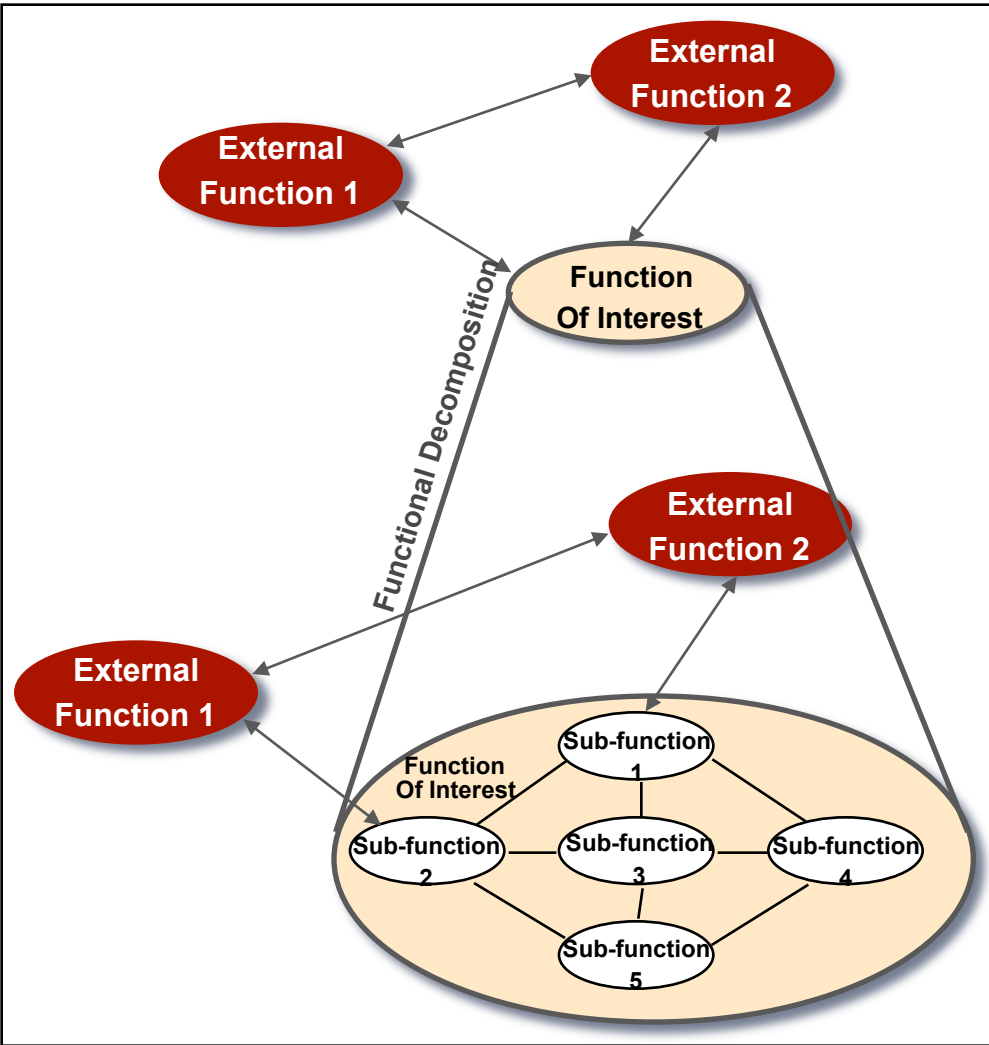 External
Function 2
External
Function 1
Function
Of Interest
Functional Decomposition
External
Function 2
External
Function 1
Function
Of Interest
Sub-function
1
Sub-function
2
Sub-function
3
Sub-function
4
Sub-function
5